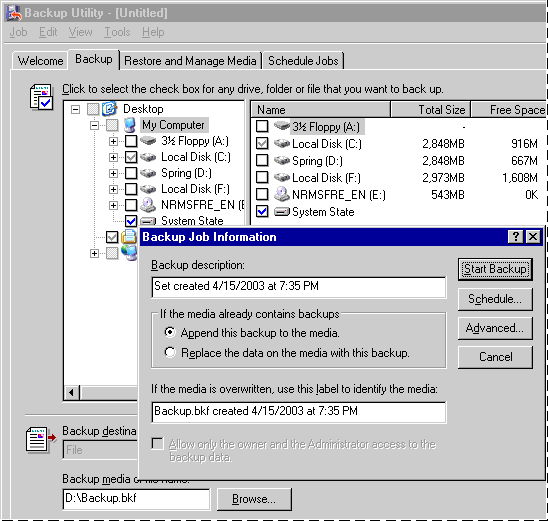 Backup Utility - [Untitled]
Job Edit View Tools Help
Welcome Backup Restore and Manage Media Schedule Jobs
Click to select the check box for any drive, folder or file that you want to back up.
Desktop
My Computer
3½ Floppy (A:)
Local Disk (C:)
Spring (D:)
Local Disk (F:)
NRMSFRE_EN (E
System State
Name Total Size Free Space
3½ Floppy (A:) -
Local Disk (C:) 2,848MB 916M
Spring (D:) 2,848MB 667M
Local Disk (F:) 2,973MB 1,608M
NRMSFRE_EN (E:) 543MB 0K
System State
Backup Job Information
Backup description:
Set created 4/15/2003 at 7:35 PM
If the media already contains backups
Append this backup to the media.
Replace the data on the media with this backup.
If the media is overwritten, use this label to identify the media:
Backup.bkf created 4/15/2003 at 7:35 PM
Allow only the owner and the Administrator access to the
backup data.
Start Backup
Schedule...
Advanced...
Cancel
Backup destina
File
Backup media or file name:
D:\Backup.bkf
Browse...